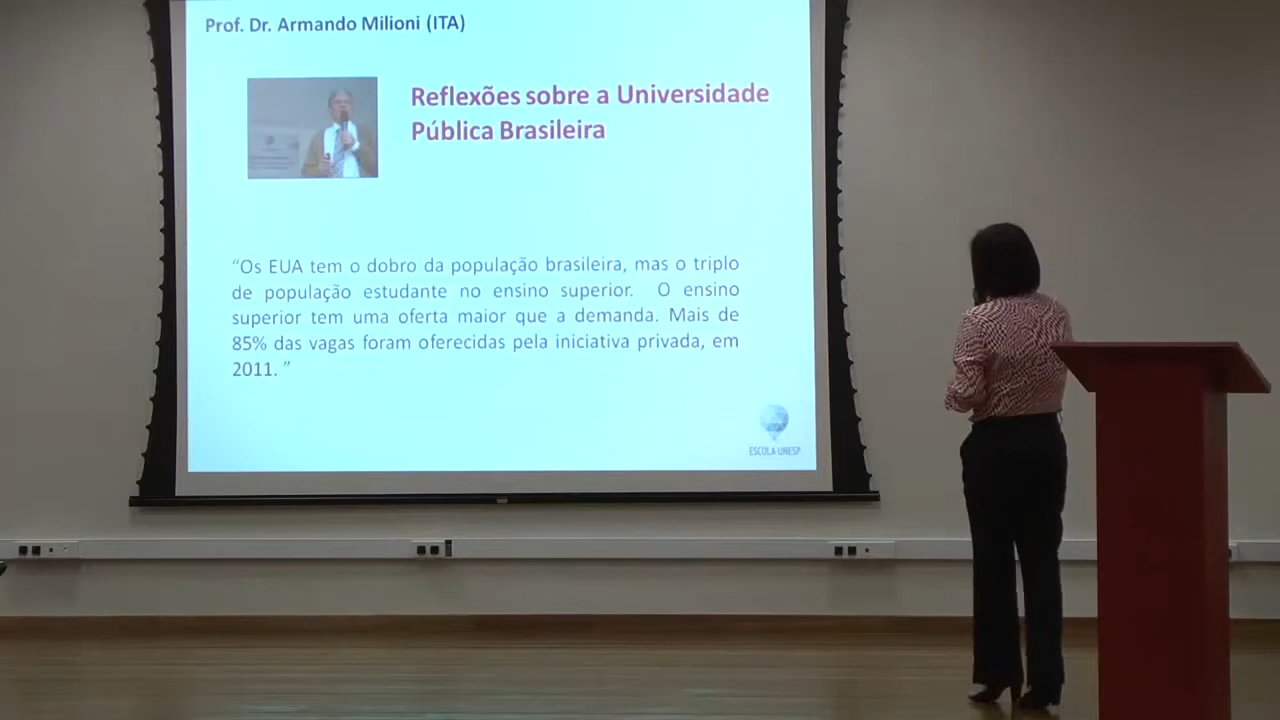 Prof. Dr. Armando Milioni (ITA)
Reflexões sobre a Universidade
Pública Brasileira
“Os EUA tem o dobro da população brasileira, mas o triplo
de população estudante no ensino superior. O ensino
superior tem uma oferta maior que a demanda. Mais de
85% das vagas foram oferecidas pela iniciativa privada, em
2011. ”
ESCOLA UNESP